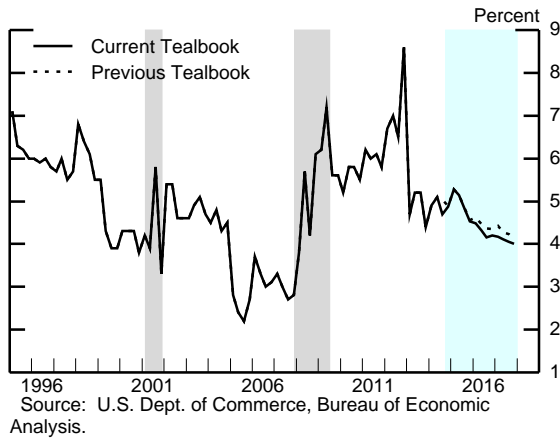 Percent
9
Current Tealbook
Previous Tealbook
8
7
6
5
4
3
2
1
1996 2001 2006 2011 2016
Source: U.S. Dept. of Commerce, Bureau of Economic
Analysis.